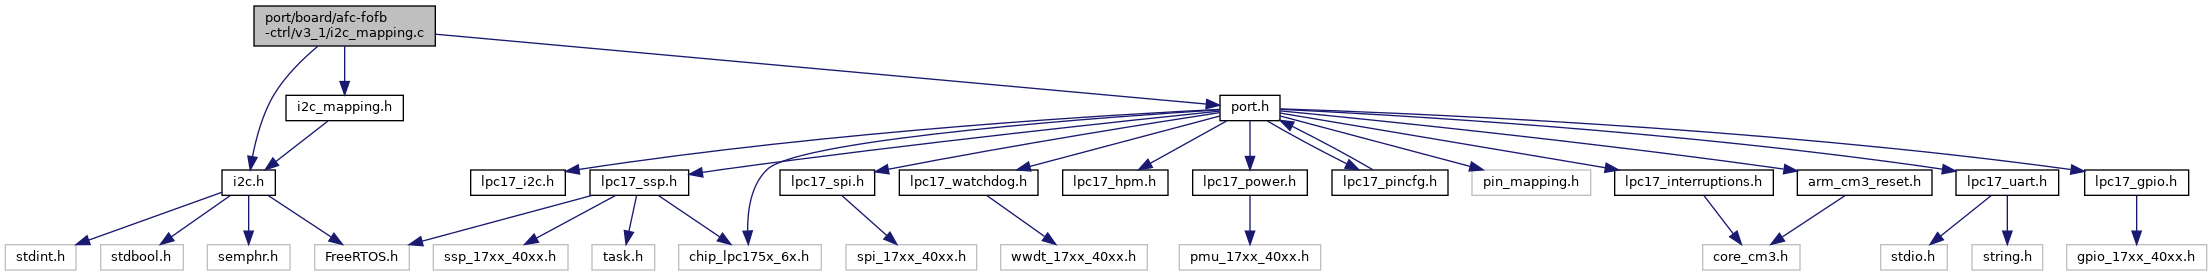 port/board/afc-fofb
-ctrl/v3_1/i2c_mapping.c
i2c_mapping.h
port.h
i2c.h
lpc17_i2c.h
lpc17_ssp.h
lpc17_spi.h
lpc17_watchdog.h
lpc17_hpm.h
lpc17_power.h
lpc17_pincfg.h
pin_mapping.h
lpc17_interruptions.h
arm_cm3_reset.h
lpc17_uart.h
lpc17_gpio.h
stdint.h
stdbool.h
semphr.h
FreeRTOS.h
ssp_17xx_40xx.h
task.h
chip_lpc175x_6x.h
spi_17xx_40xx.h
wwdt_17xx_40xx.h
pmu_17xx_40xx.h
core_cm3.h
stdio.h
string.h
gpio_17xx_40xx.h